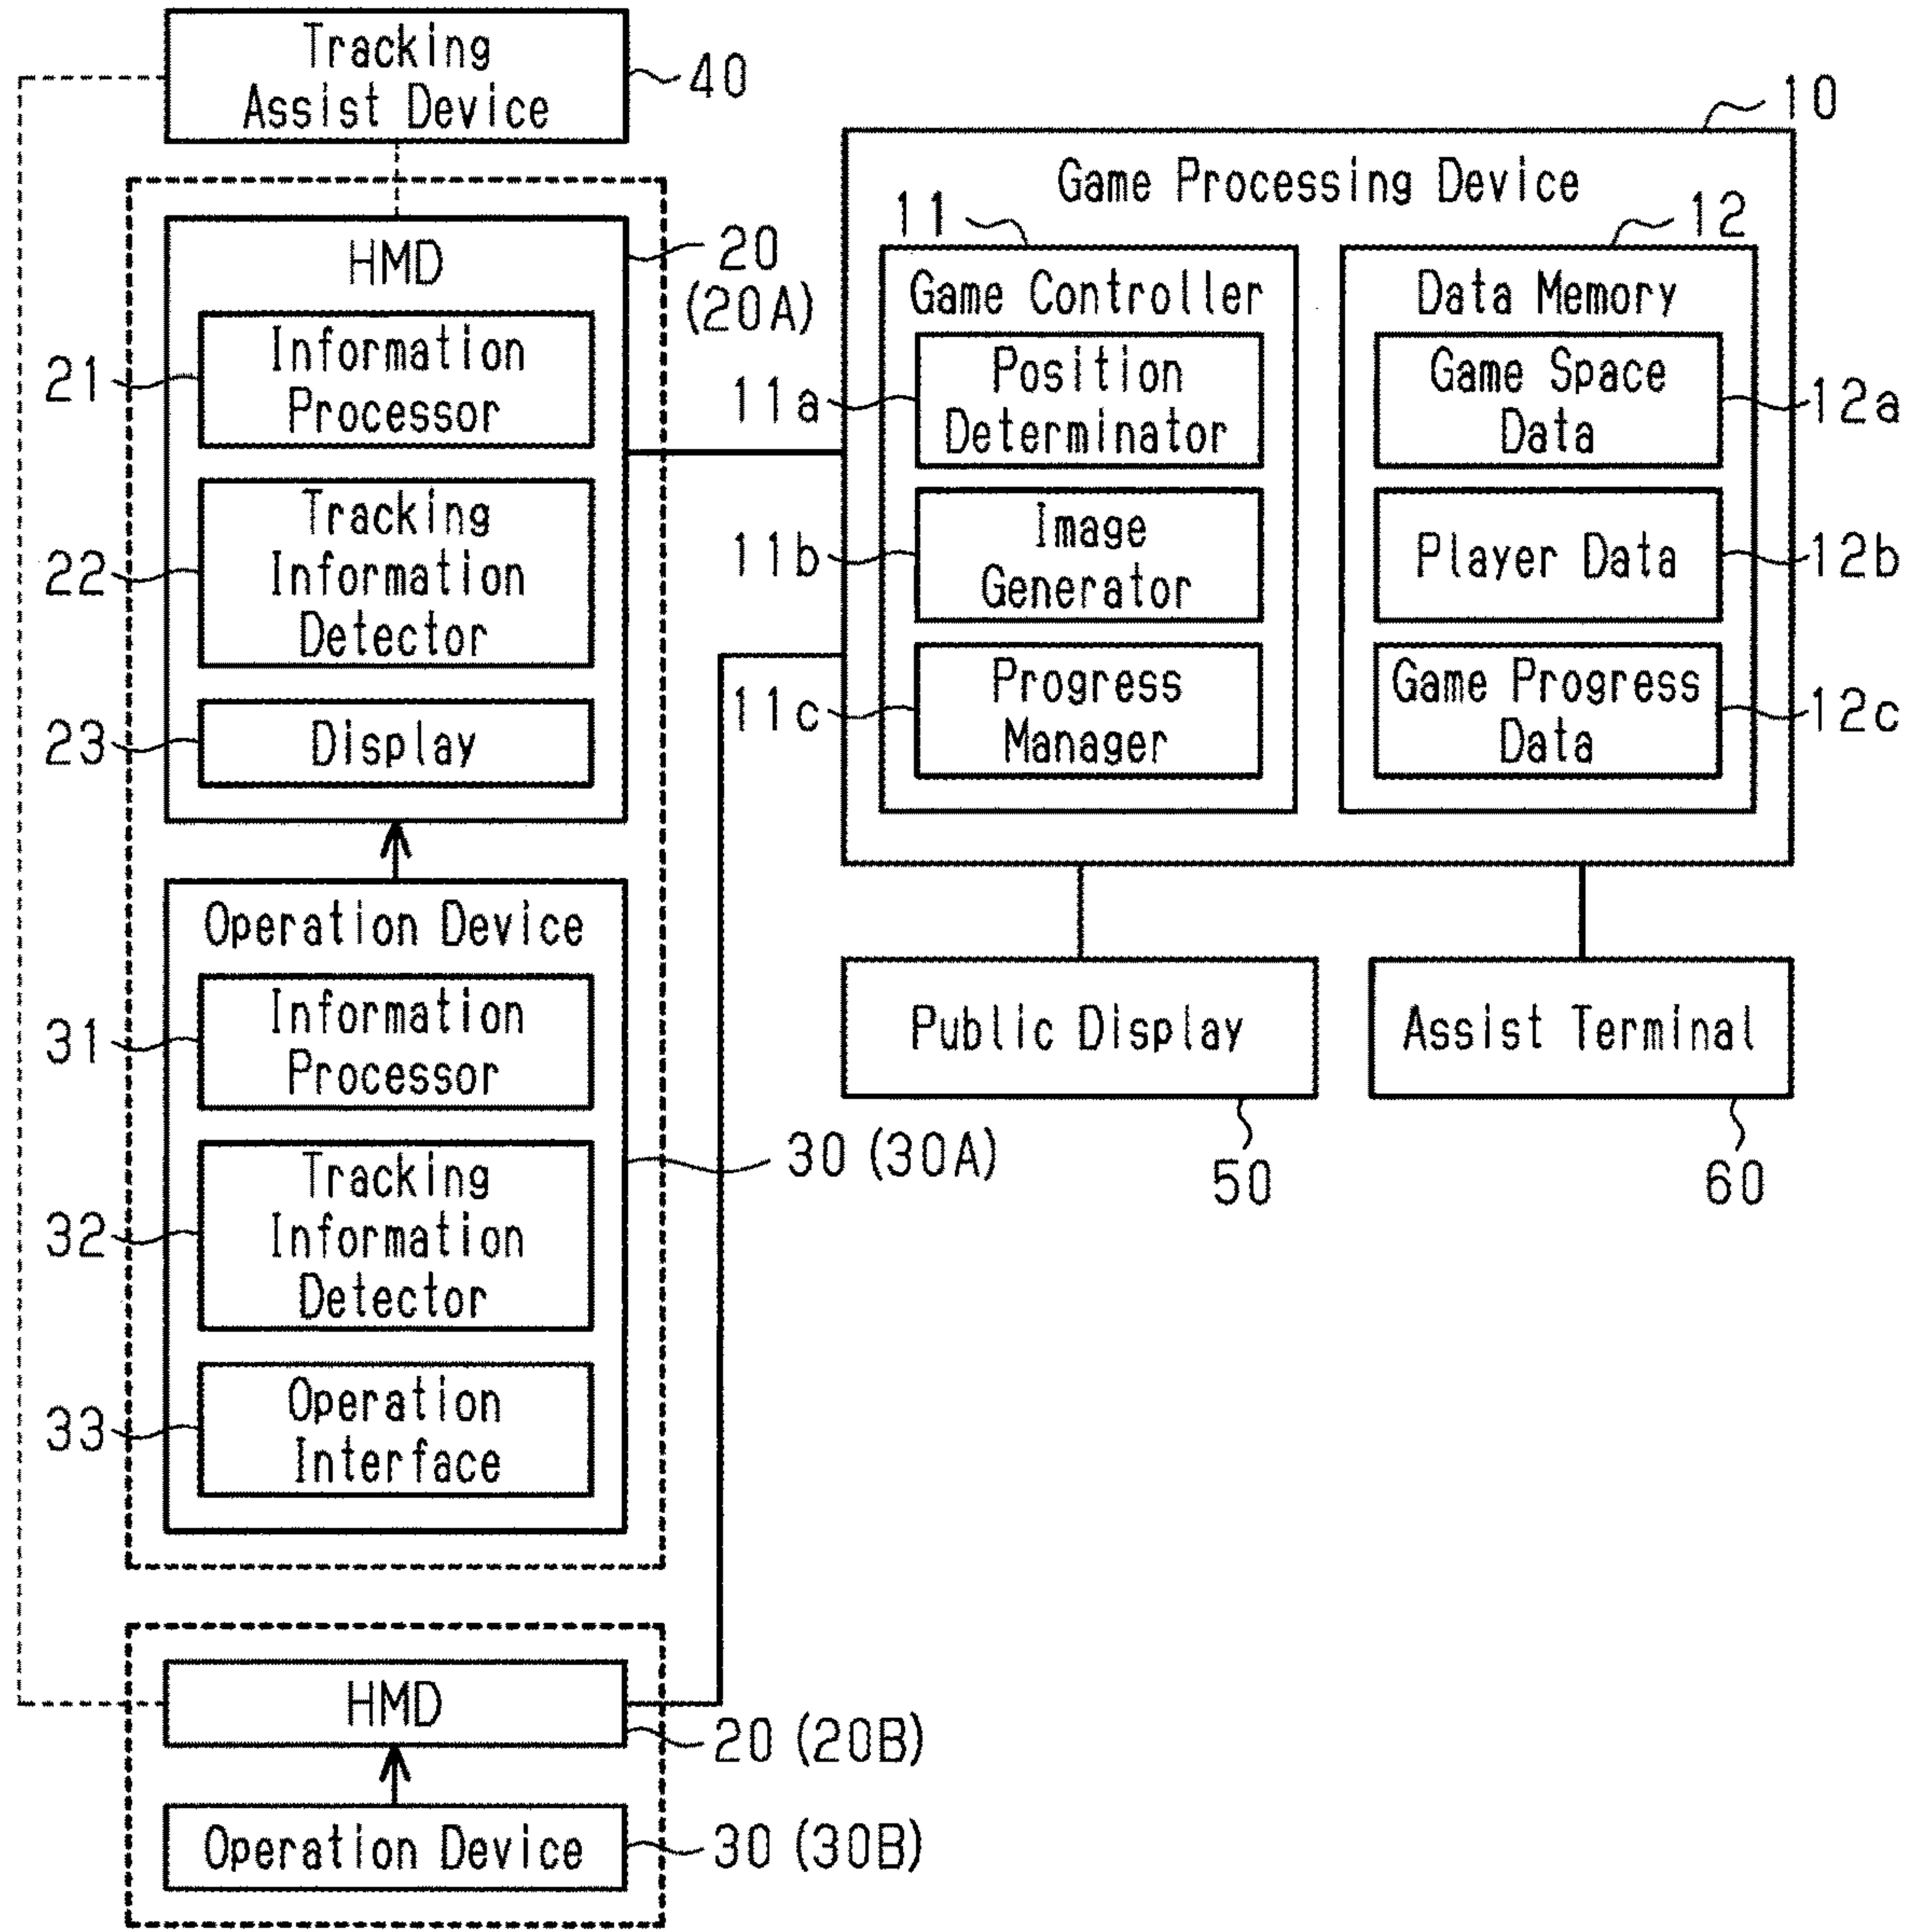 Tracking
Assist Device
40
HMD
20
(20A)
21
Information
Processor
22
Tracking
Information
Detector
23
Display
Operation Device
31
Information
Processor
30 (30A)
32
Tracking
Information
Detector
33
Operation
Interface
HMD
20 (20B)
Operation Device
30 (30B)
10
Game Processing Device
11
Game Controller
11a
Position
Determinator
11b
Image
Generator
11c
Progress
Manager
12
Data Memory
Game Space
Data
12a
Player Data
12b
Game Progress
Data
12c
Public Display
50
Assist Terminal
60